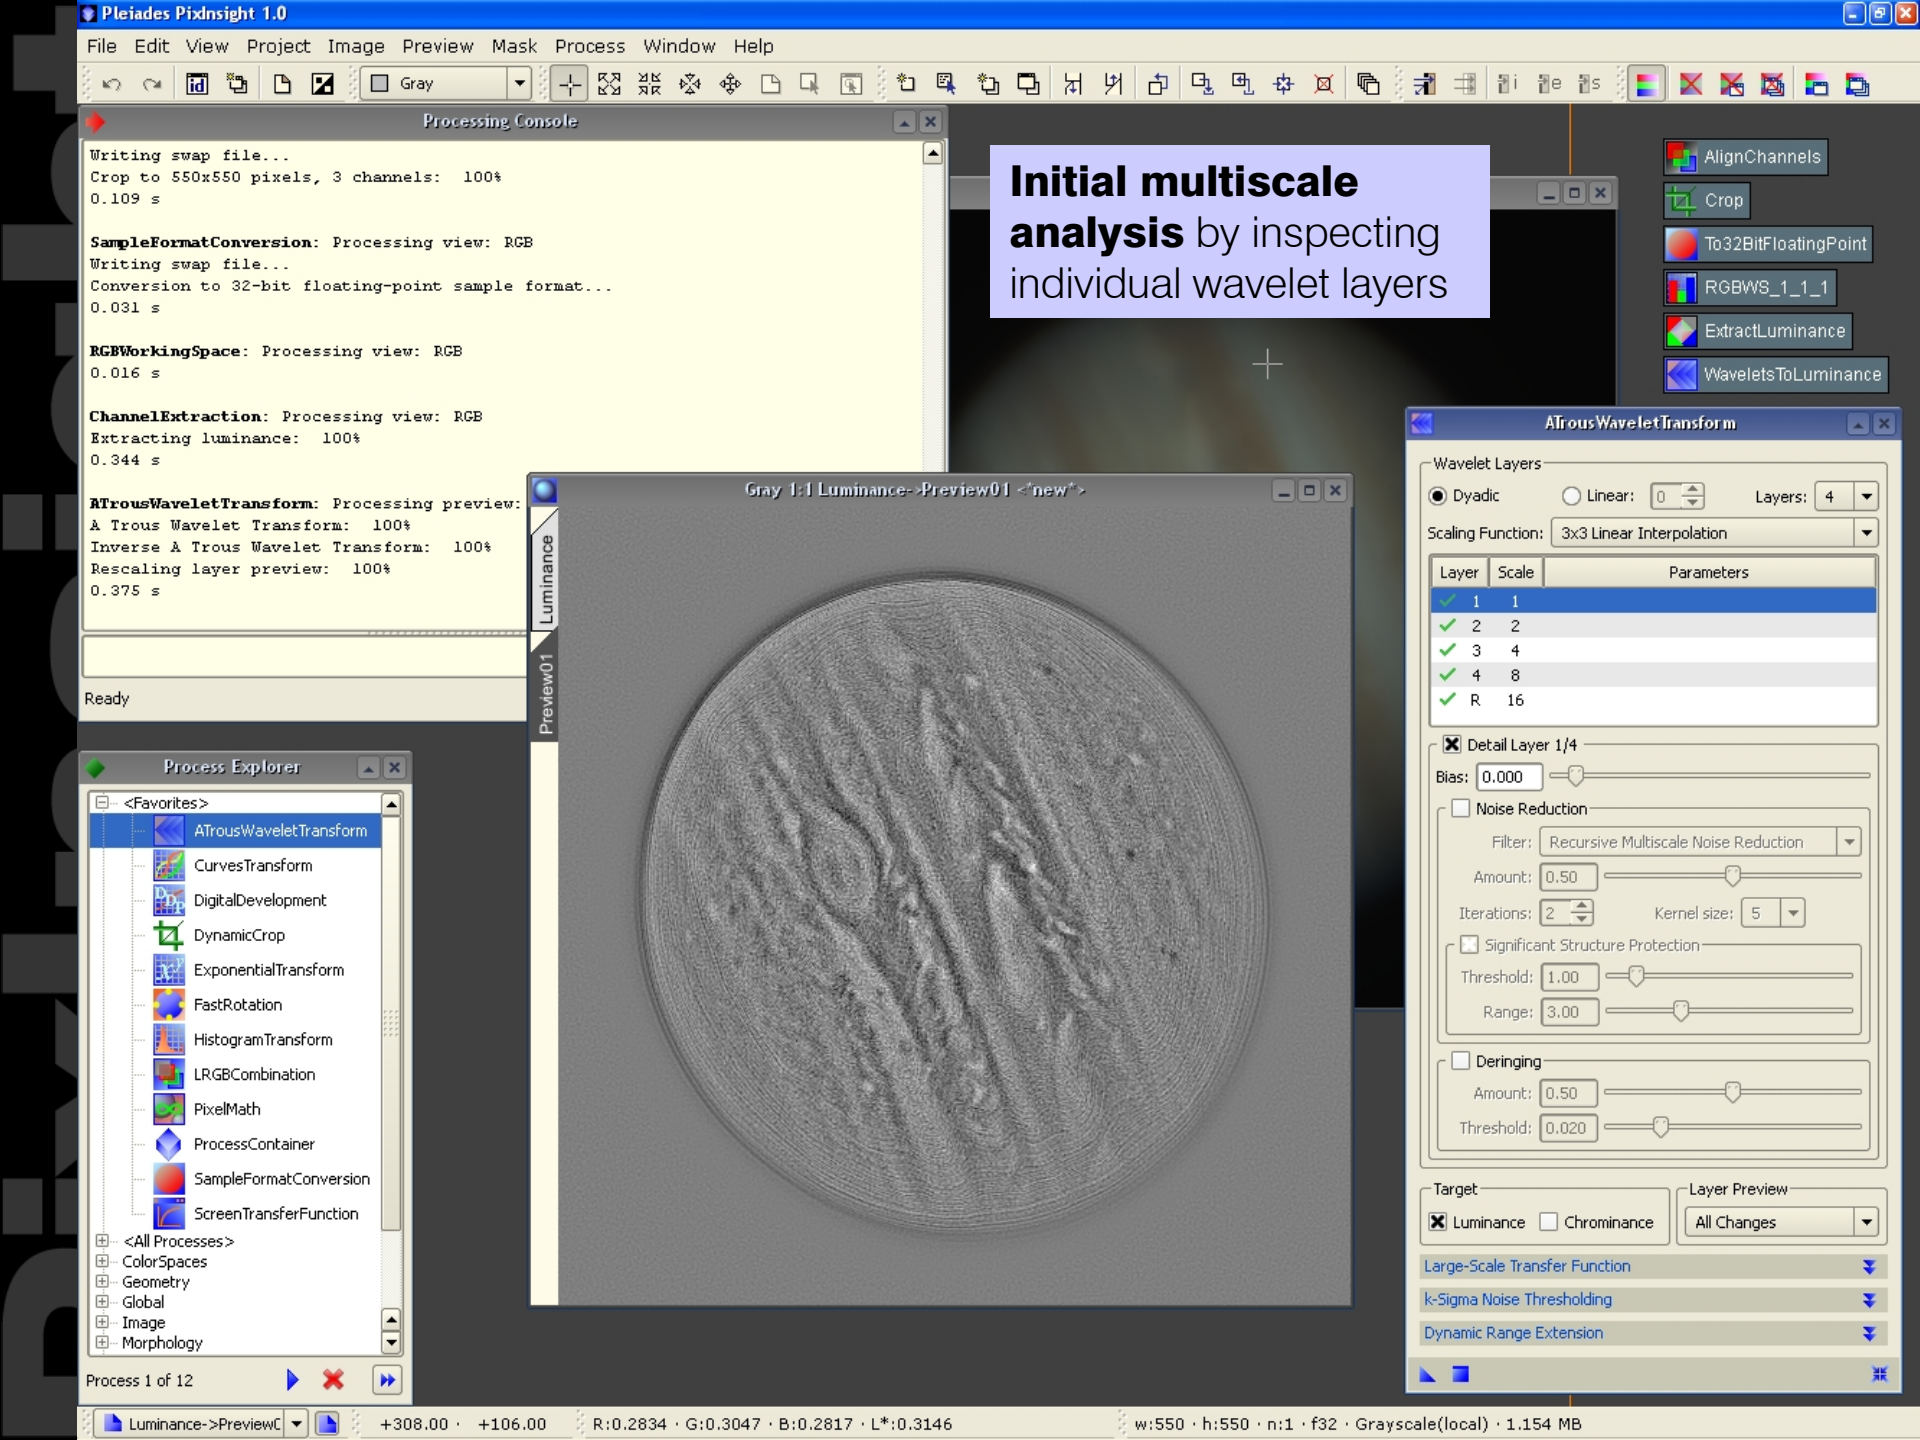 Pleiades PixInsight 1.0
File Edit View Project Image Preview Mask Process Window Help
Gray
Processing Console
Writing swap file...
Crop to 550x550 pixels, 3 channels: 100%
0.109 s
SampleFormatConversion: Processing view: RGB
Writing swap file...
Conversion to 32-bit floating-point sample format...
0.031 s
RGBWorkingSpace: Processing view: RGB
0.016 s
ChannelExtraction: Processing view: RGB
Extracting luminance: 100%
0.344 s
ATrousWaveletTransform: Processing preview:
A Trous Wavelet Transform: 100%
Inverse A Trous Wavelet Transform: 100%
Rescaling layer preview: 100%
0.375 s
Ready
Initial multiscale
analysis by inspecting
individual wavelet layers
AlignChannels
Crop
To32BitFloatingPoint
RGBWS_1_1_1
ExtractLuminance
WaveletsToLuminance
Gray 1:1 Luminance->Preview01 <*new*>
Luminance
Preview01
Process Explorer
<Favorites>
ATrousWaveletTransform
CurvesTransform
DigitalDevelopment
DynamicCrop
ExponentialTransform
FastRotation
HistogramTransform
LRGBCombination
PixelMath
ProcessContainer
SampleFormatConversion
ScreenTransferFunction
<All Processes>
ColorSpaces
Geometry
Global
Image
Morphology
Process 1 of 12
ATrousWaveletTransform
Wavelet Layers
Dyadic Linear: 0 Layers: 4
Scaling Function: 3x3 Linear Interpolation
Layer Scale Parameters
1 1
2 2
3 4
4 8
R 16
Detail Layer 1/4
Bias: 0.000
Noise Reduction
Filter: Recursive Multiscale Noise Reduction
Amount: 0.50
Iterations: 2 Kernel size: 5
Significant Structure Protection
Threshold: 1.00
Range: 3.00
Deringing
Amount: 0.50
Threshold: 0.020
Target
Luminance Chrominance
Layer Preview
All Changes
Large-Scale Transfer Function
k-Sigma Noise Thresholding
Dynamic Range Extension
Luminance->Preview +308.00 · +106.00 R:0.2834 · G:0.3047 · B:0.2817 · L*:0.3146 w:550 · h:550 · n:1 · f32 · Grayscale(local) · 1.154 MB